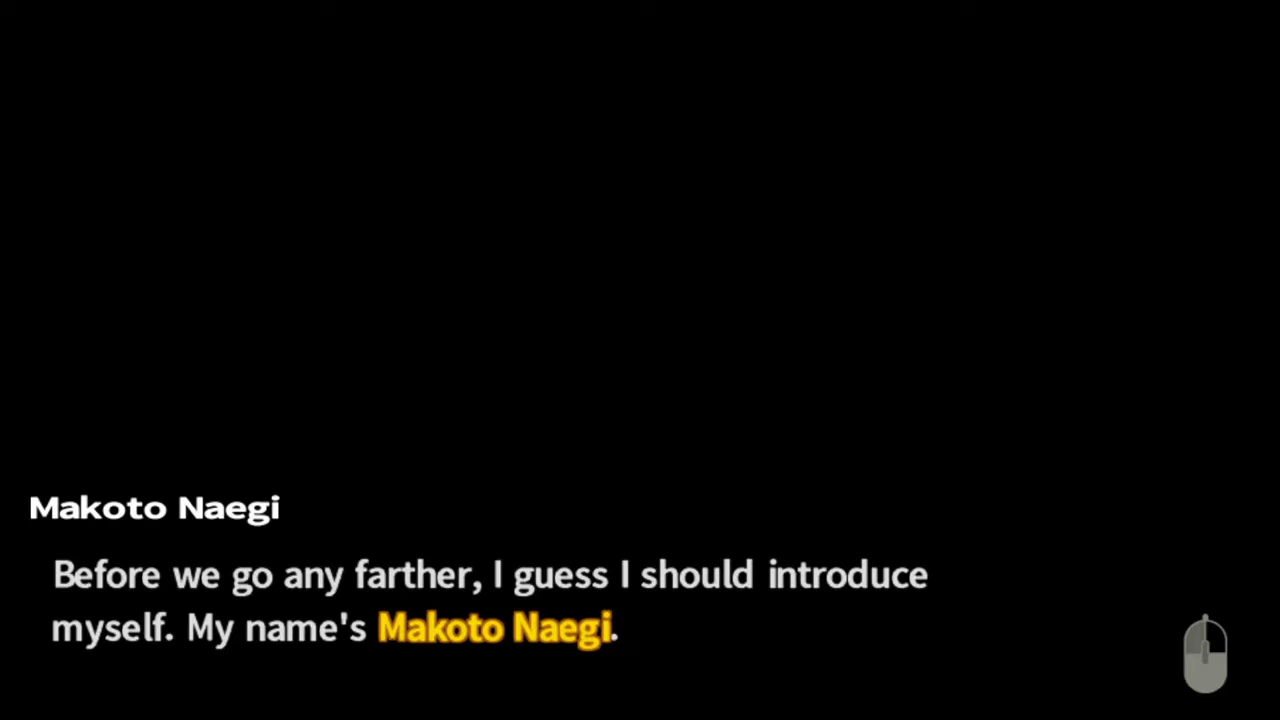 Makoto Naegi
Before we go any farther, I guess I should introduce
myself. My name's Makoto Naegi.